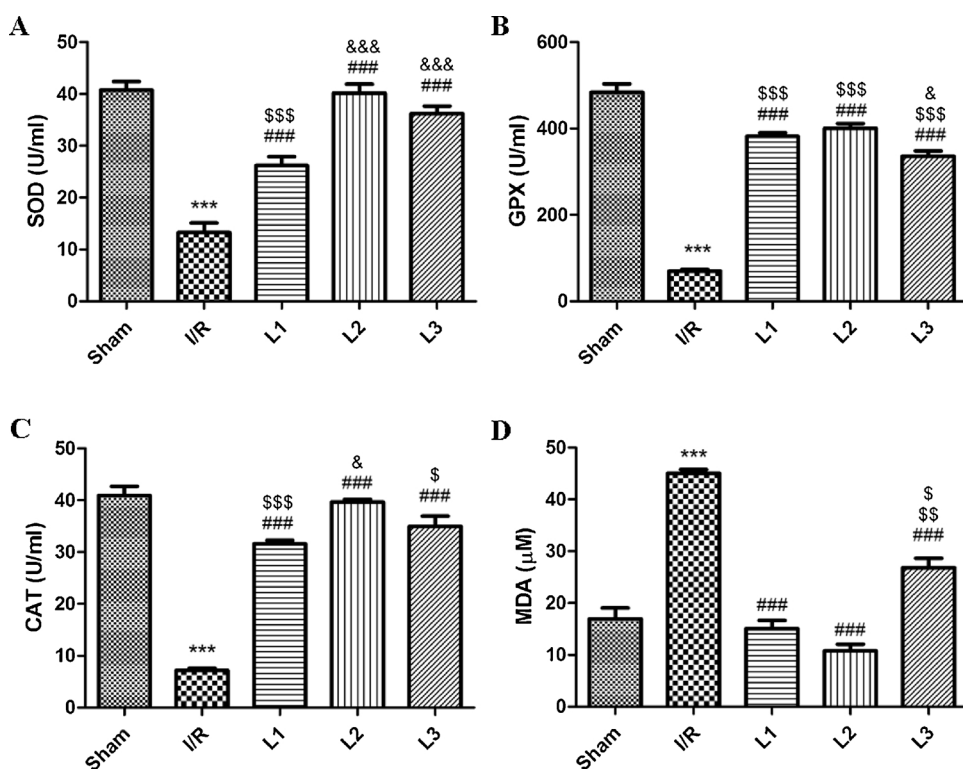 A
SOD (U/ml)
50
40
30
20
10
0
***
$$$
###
&&&
###
&&&
###
Sham
I/R
L1
L2
L3
B
GPX (U/ml)
600
400
200
0
***
$$$
###
$$$
###
&
$$$
###
Sham
I/R
L1
L2
L3
C
CAT (U/ml)
50
40
30
20
10
0
***
$$$
###
&
###
$
###
Sham
I/R
L1
L2
L3
D
MDA (µM)
50
40
30
20
10
0
***
###
###
$
$$
###
Sham
I/R
L1
L2
L3